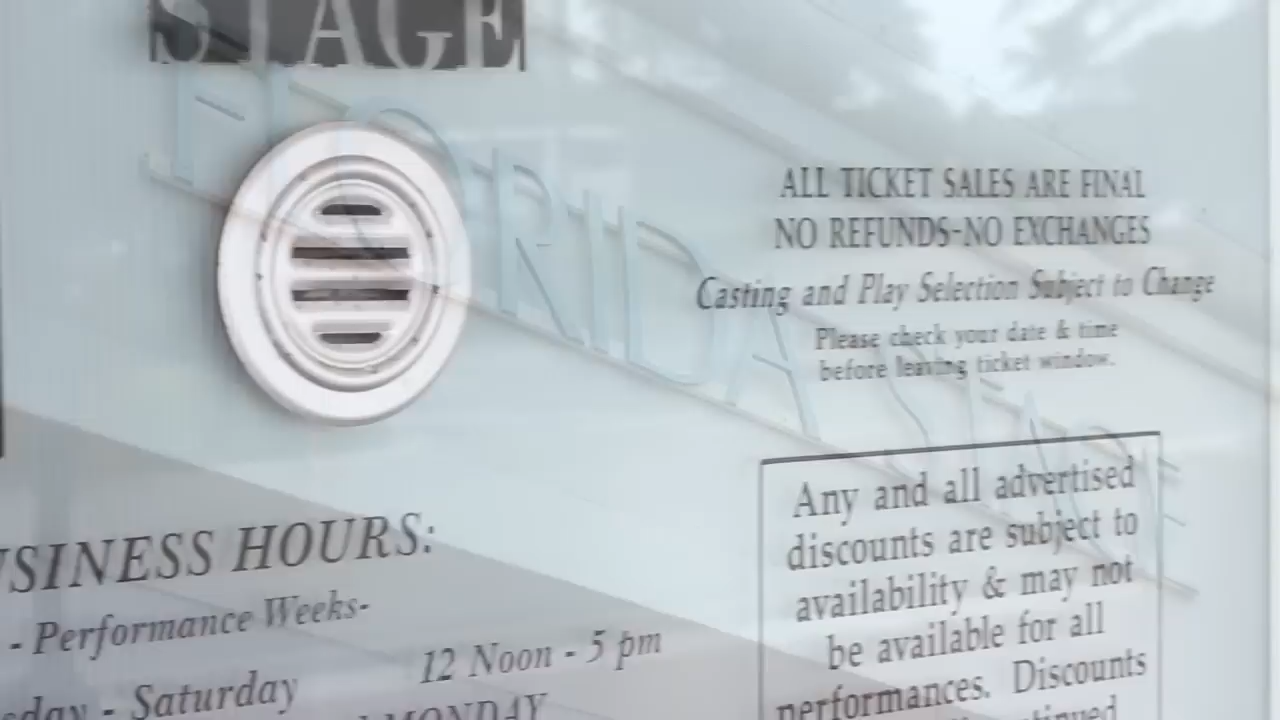 STAGE
FLORIDA STAGE
ALL TICKET SALES ARE FINAL
NO REFUNDS-NO EXCHANGES
Casting and Play Selection Subject to Change
Please check your date & time
before leaving ticket window.
Any and all advertised
discounts are subject to
availability & may not
be available for all
performances. Discounts
USINESS HOURS:
- Performance Weeks-
sday - Saturday 12 Noon - 5 pm
MONDAY